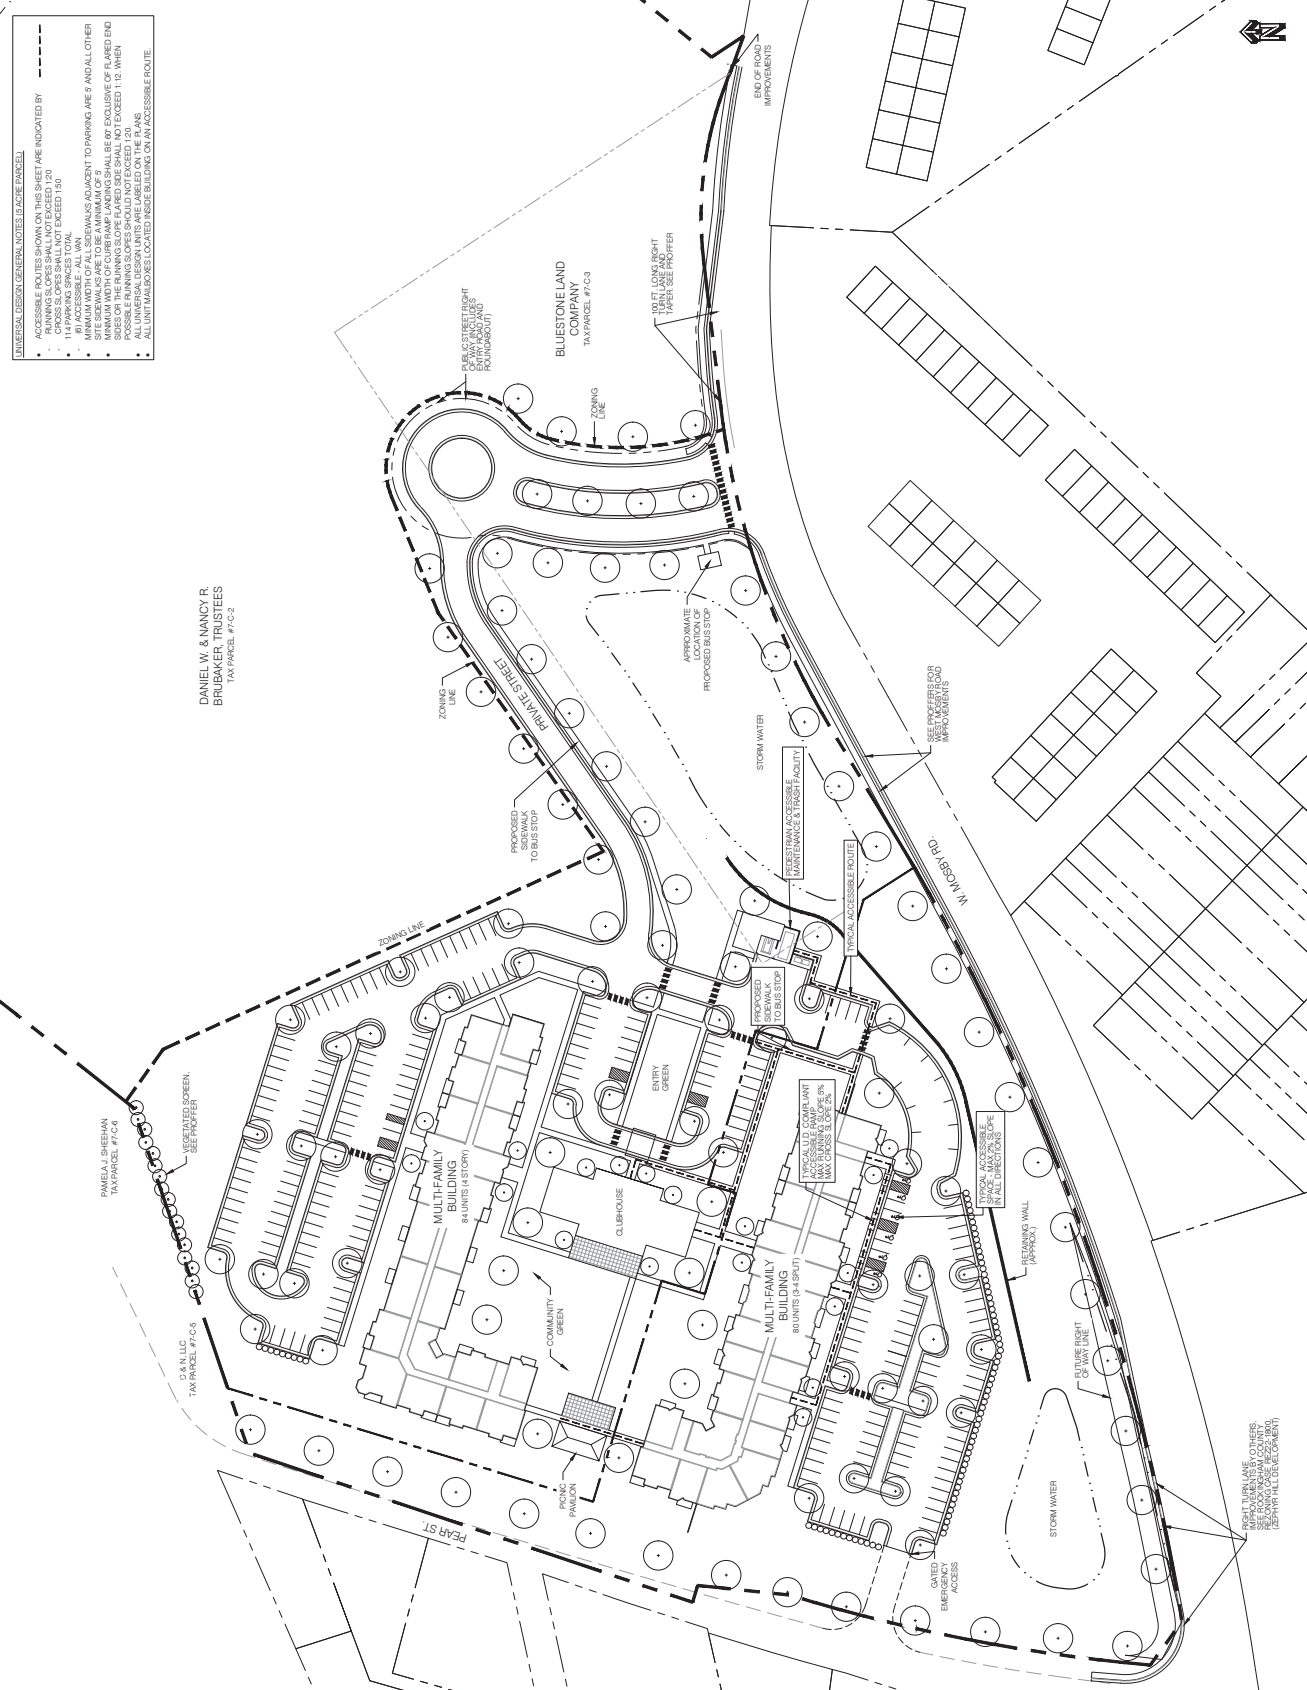 UNIVERSAL DESIGN GENERAL NOTES (5 ACRE PARCEL)
• ACCESSIBLE ROUTES SHOWN ON THIS SHEET ARE INDICATED BY
- RUNNING SLOPES SHALL NOT EXCEED 1:20
- CROSS SLOPES SHALL NOT EXCEED 1:50
• 114 PARKING SPACES TOTAL
- (6) ACCESSIBLE - ALL VAN
• MINIMUM WIDTH OF ALL SIDEWALKS ADJACENT TO PARKING ARE 5' AND ALL OTHER
SITE SIDEWALKS ARE TO BE A MINIMUM OF 5'
• MINIMUM WIDTH OF CURB RAMP LANDING SHALL BE 60" EXCLUSIVE OF FLARED END
SIDES OR THE RUNNING SLOPE FLARED SIDE SHALL NOT EXCEED 1:12. WHEN
POSSIBLE RUNNING SLOPES SHOULD NOT EXCEED 1:20.
• ALL UNIVERSAL DESIGN UNITS ARE LABELED ON THE PLANS
• ALL UNIT MAILBOXES LOCATED INSIDE BUILDING ON AN ACCESSIBLE ROUTE.
N
END OF ROAD
IMPROVEMENTS
100 FT. LONG RIGHT
TURN LANE AND
TAPER. SEE PROFFER
BLUESTONE LAND
COMPANY
TAX PARCEL #7-C-3
PUBLIC STREET RIGHT
OF WAY (INCLUDES
ENTRY ROAD AND
ROUNDABOUT)
ZONING
LINE
DANIEL W. & NANCY R.
BRUBAKER, TRUSTEES
TAX PARCEL #7-C-2
ZONING
LINE
PRIVATE STREET
APPROXIMATE
LOCATION OF
PROPOSED BUS STOP
PROPOSED
SIDEWALK
TO BUS STOP
STORM WATER
SEE PROFFERS FOR
WEST MOSBY ROAD
IMPROVEMENTS
PEDESTRIAN ACCESSIBLE
MAINTENANCE & TRASH FACILITY
TYPICAL ACCESSIBLE ROUTE
W. MOSBY RD.
ZONING LINE
PROPOSED
SIDEWALK
TO BUS STOP
ENTRY
GREEN
PAMELA J. SHEEHAN
TAX PARCEL #7-C-6
VEGETATED SCREEN.
SEE PROFFER
MULTI-FAMILY
BUILDING
84 UNITS (4 STORY)
CLUBHOUSE
TYPICAL U.D. COMPLIANT
ACCESSIBLE RAMP
MAX RUNNING SLOPE 5%
MAX CROSS SLOPE 2%
TYPICAL ACCESSIBLE
SPACE - MAX 2% SLOPE
IN ALL DIRECTIONS
RETAINING WALL
(APPROX.)
MULTI-FAMILY
BUILDING
80 UNITS (3-4 SPLIT)
COMMUNITY
GREEN
C & N, LLC
TAX PARCEL #7-C-5
FUTURE RIGHT
OF WAY LINE
PICNIC
PAVILION
PEAR ST.
STORM WATER
GATED
EMERGENCY
ACCESS
RIGHT TURN LANE
IMPROVEMENTS BY OTHERS.
SEE ROCKINGHAM COUNTY
REZONING CASE REZ22-1800.
(ZEPHYR HILL DEVELOPMENT)